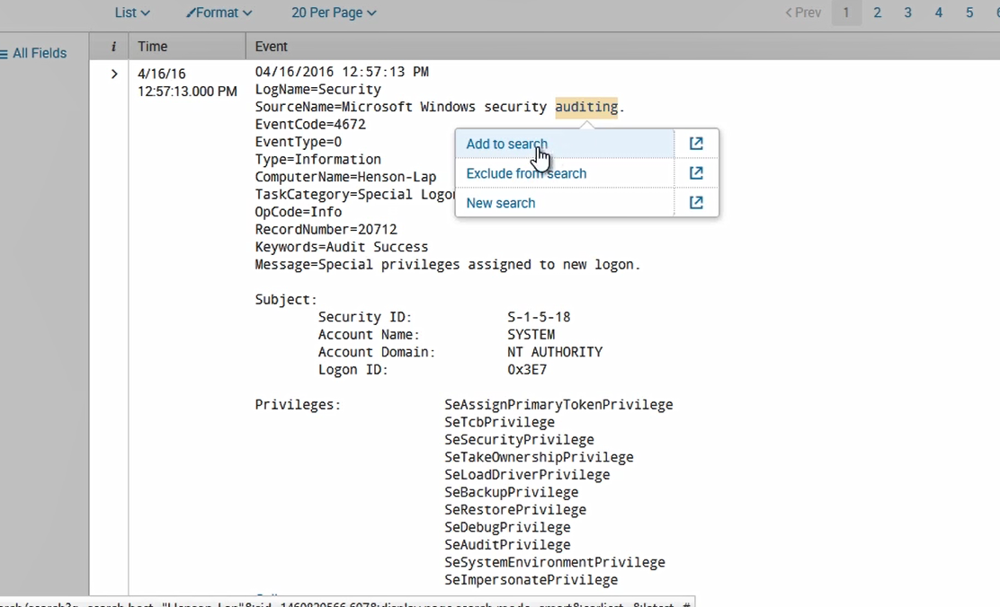 List Format 20 Per Page < Prev 1 2 3 4 5
All Fields i Time Event
4/16/16 04/16/2016 12:57:13 PM
12:57:13.000 PM LogName=Security
SourceName=Microsoft Windows security auditing.
EventCode=4672
EventType=0
Add to search
Type=Information
Exclude from search
ComputerName=Henson-Lap
TaskCategory=Special Logon
New search
OpCode=Info
RecordNumber=20712
Keywords=Audit Success
Message=Special privileges assigned to new logon.
Subject:
Security ID: S-1-5-18
Account Name: SYSTEM
Account Domain: NT AUTHORITY
Logon ID: 0x3E7
Privileges: SeAssignPrimaryTokenPrivilege
SeTcbPrivilege
SeSecurityPrivilege
SeTakeOwnershipPrivilege
SeLoadDriverPrivilege
SeBackupPrivilege
SeRestorePrivilege
SeDebugPrivilege
SeAuditPrivilege
SeSystemEnvironmentPrivilege
SeImpersonatePrivilege